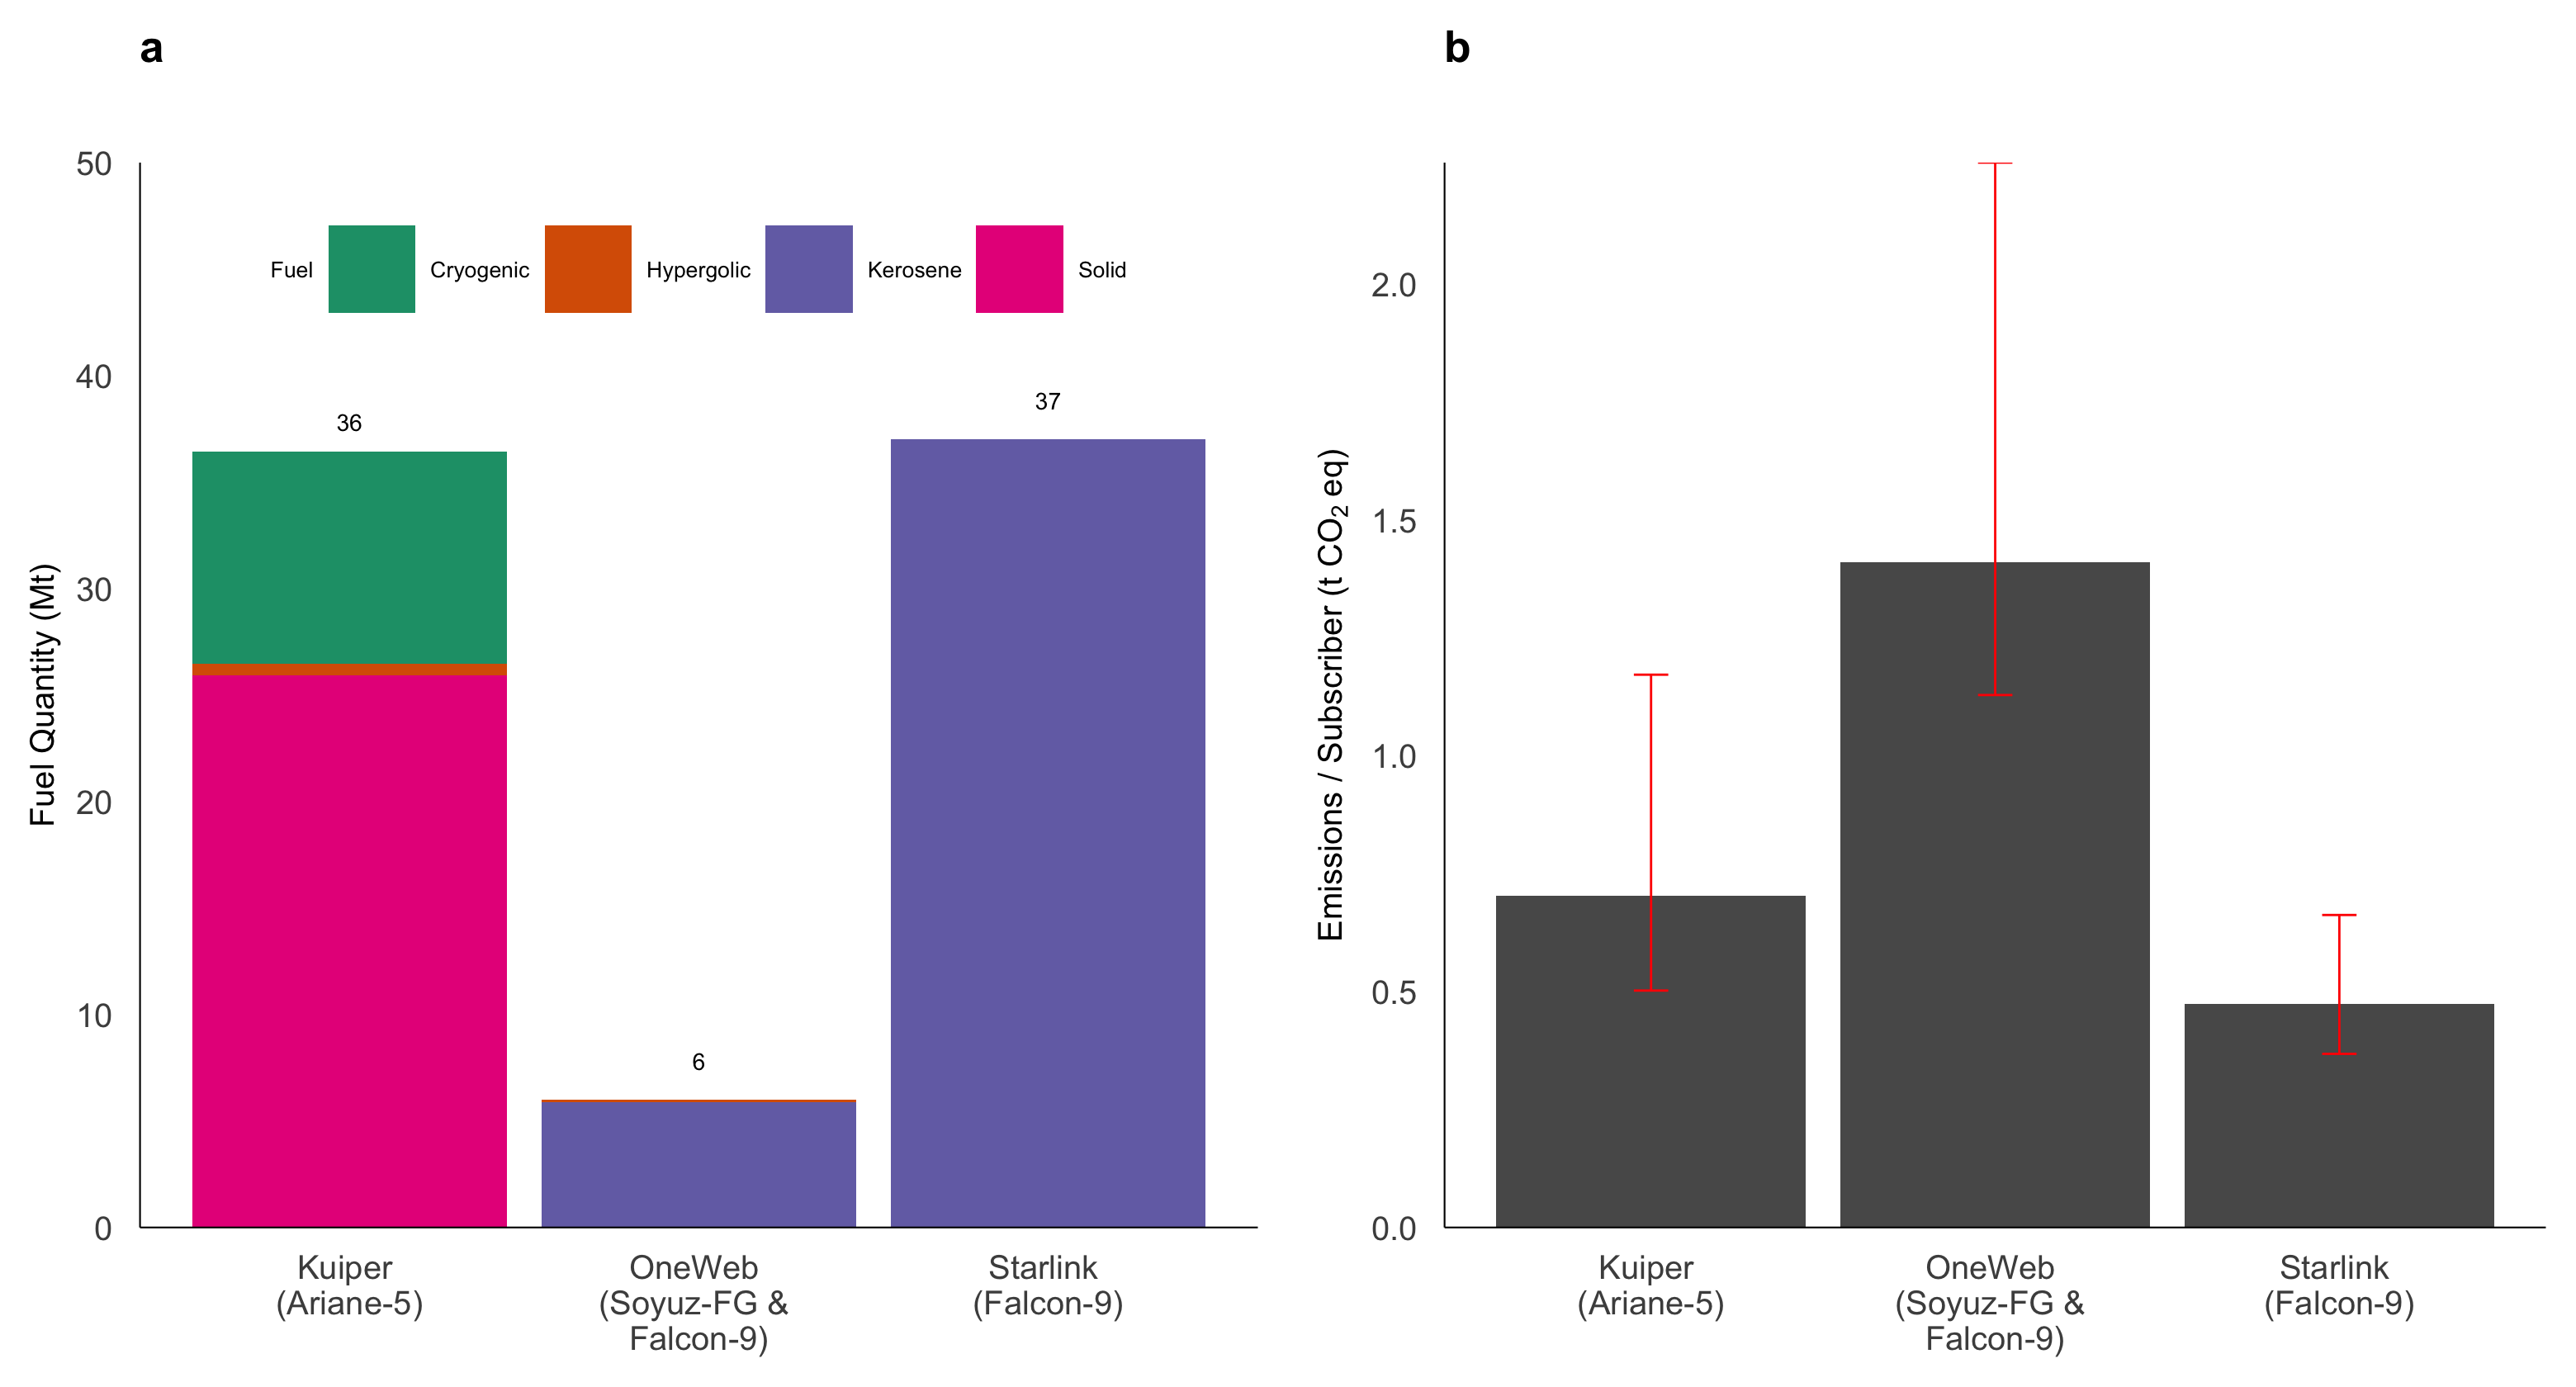 a
50
40
30
20
10
0
Fuel Quantity (Mt)
Fuel Cryogenic Hypergolic Kerosene Solid
36
6
37
Kuiper
(Ariane-5)
OneWeb
(Soyuz-FG &
Falcon-9)
Starlink
(Falcon-9)
b
2.0
1.5
1.0
0.5
0.0
Emissions / Subscriber (t CO₂ eq)
Kuiper
(Ariane-5)
OneWeb
(Soyuz-FG &
Falcon-9)
Starlink
(Falcon-9)